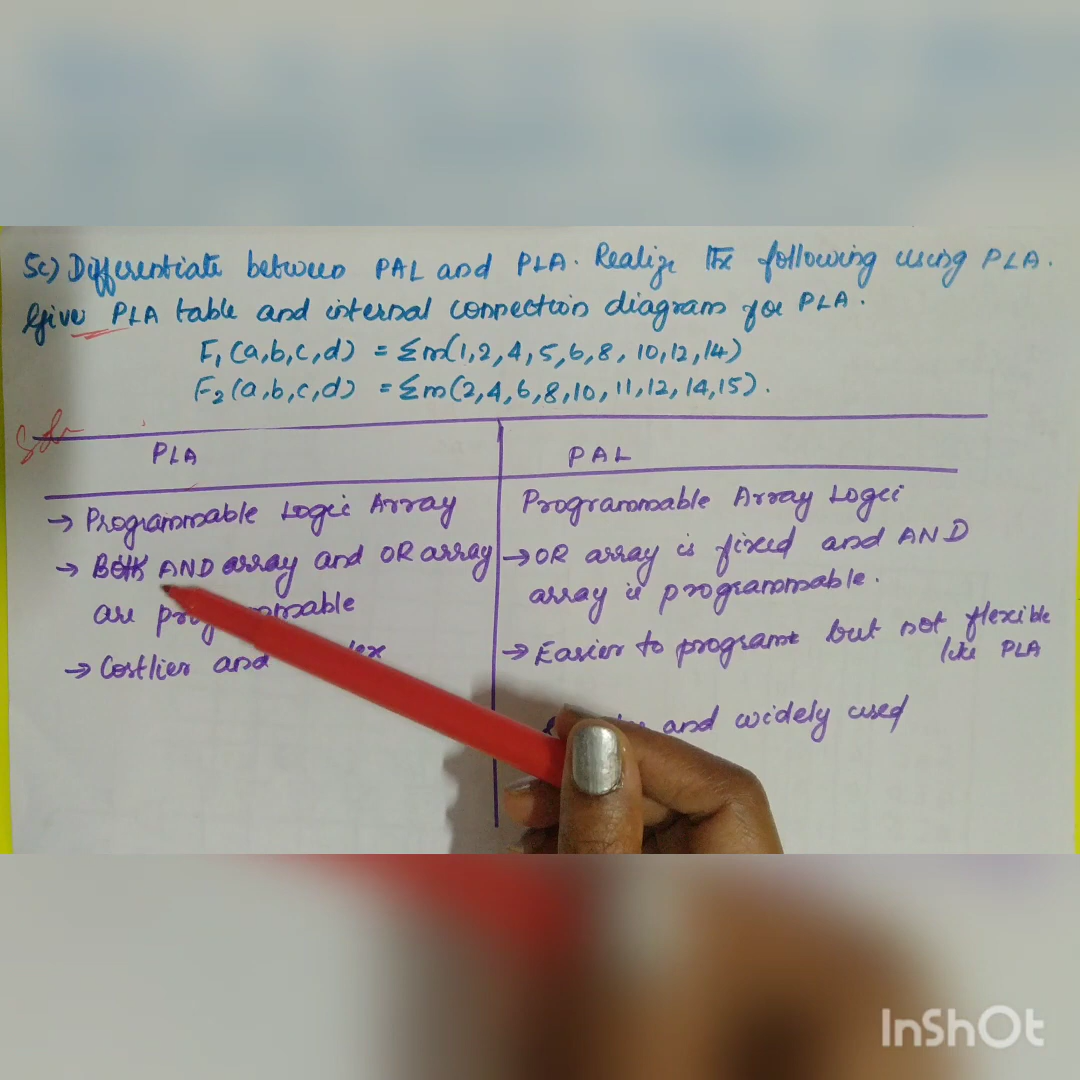 5c) Differentiate between PAL and PLA. Realize the following using PLA.
Give PLA table and internal connection diagram for PLA.
F1 (a,b,c,d) = Σm(1,2,4,5,6,8,10,12,14)
F2 (a,b,c,d) = Σm(2,4,6,8,10,11,12,14,15).
Soln
PLA
→ Programmable Logic Array
→ Both AND array and OR array
are programmable
→ Costlier and
PAL
Programmable Array Logic
→ OR array is fixed and AND
array is programmable.
→ Easier to program but not flexible
like PLA
and widely used
InShOt